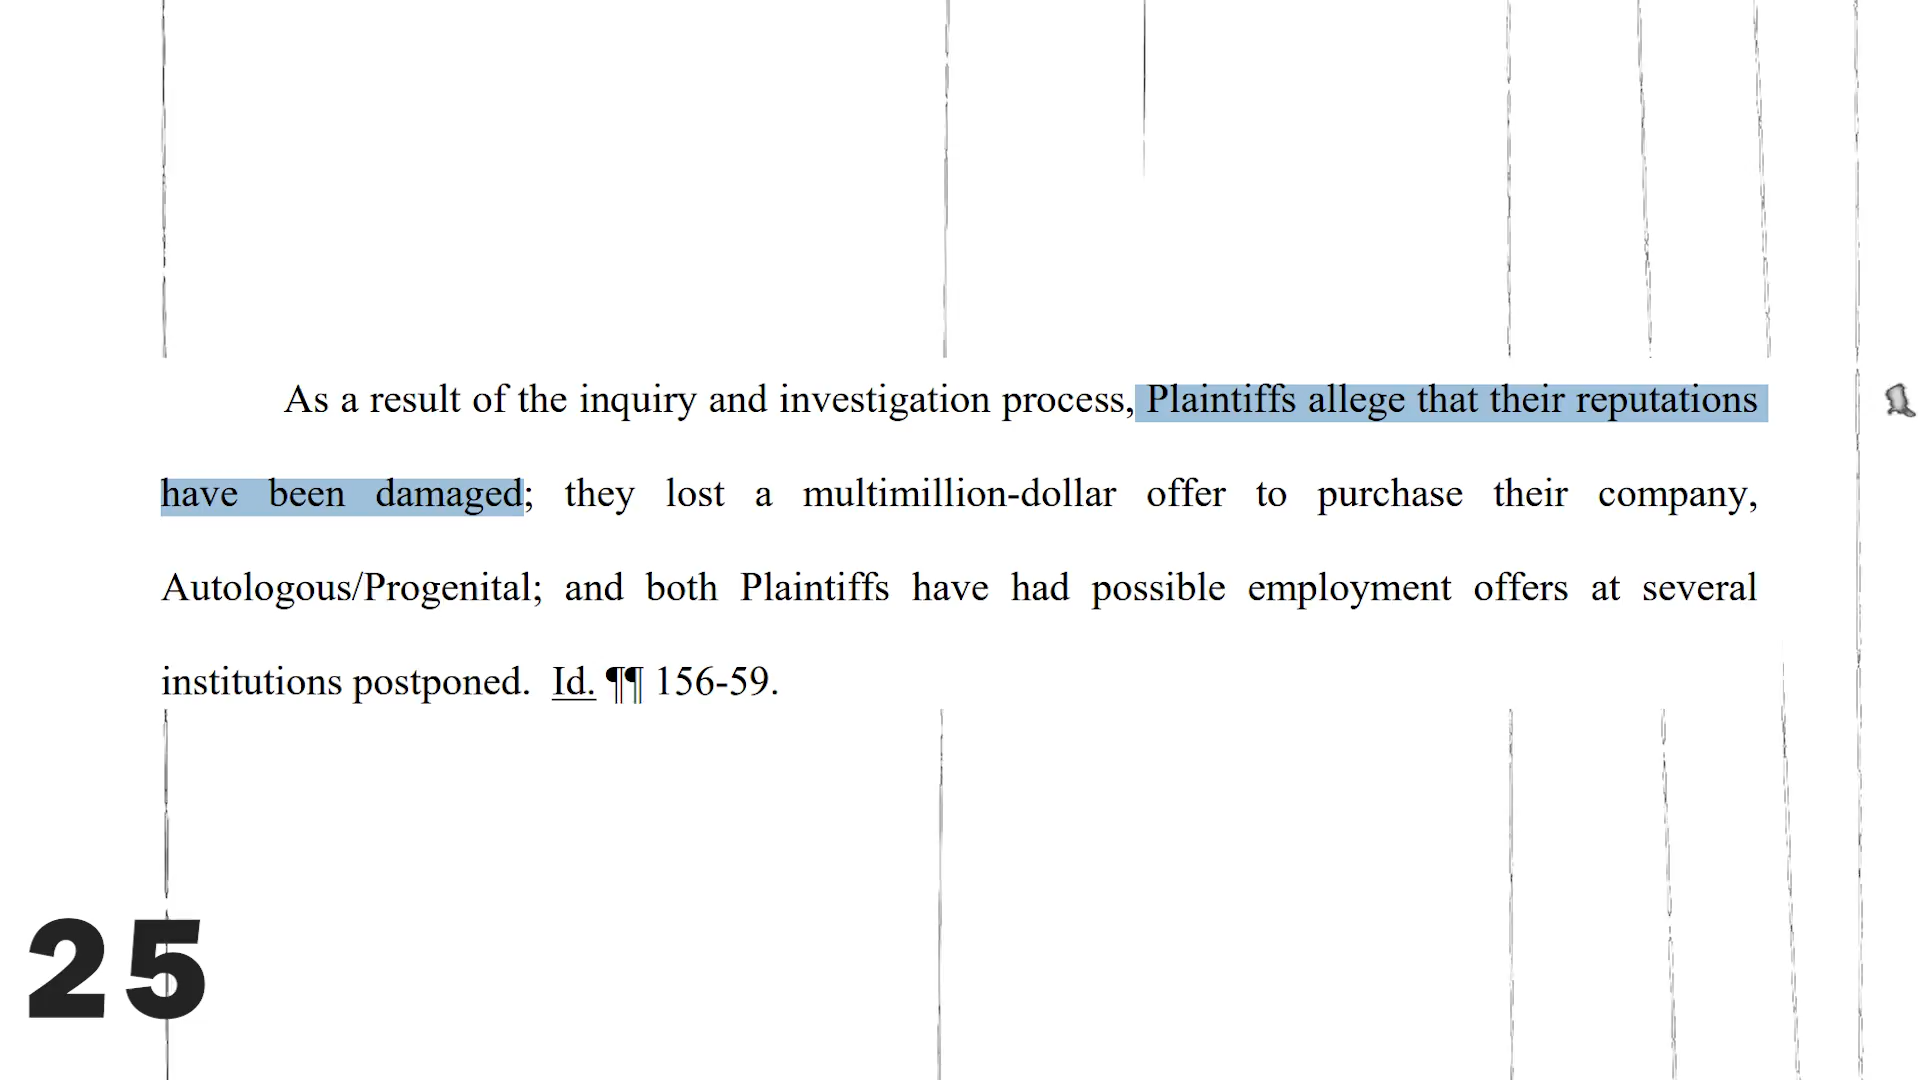 As a result of the inquiry and investigation process, Plaintiffs allege that their reputations
have been damaged; they lost a multimillion-dollar offer to purchase their company,
Autologous/Progenital; and both Plaintiffs have had possible employment offers at several
institutions postponed. Id. ¶¶ 156-59.
25